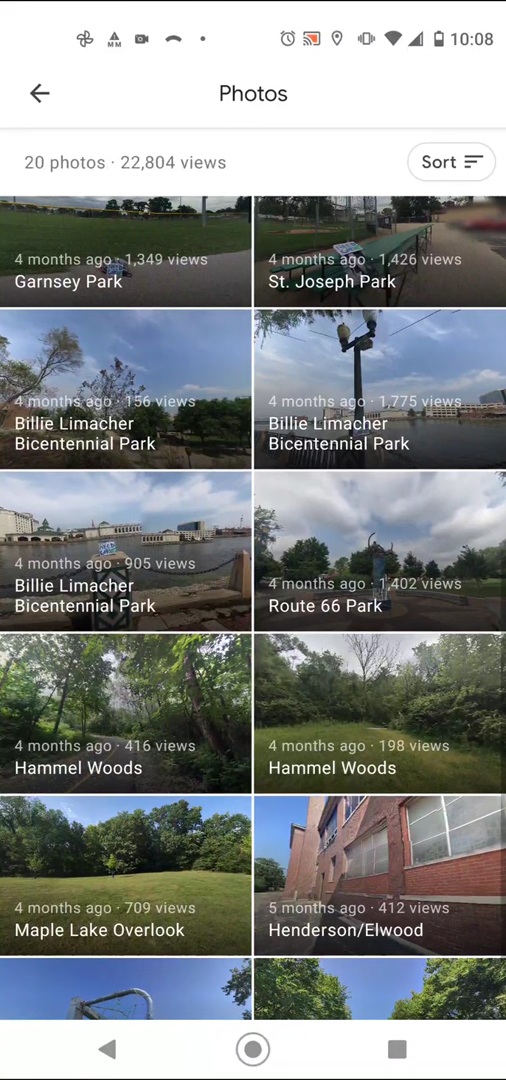 MM
10:08
Photos
20 photos · 22,804 views
Sort
4 months ago · 1,349 views
Garnsey Park
4 months ago · 1,426 views
St. Joseph Park
4 months ago · 156 views
Billie Limacher
Bicentennial Park
4 months ago · 1,775 views
Billie Limacher
Bicentennial Park
4 months ago · 905 views
Billie Limacher
Bicentennial Park
4 months ago · 1,402 views
Route 66 Park
4 months ago · 416 views
Hammel Woods
4 months ago · 198 views
Hammel Woods
4 months ago · 709 views
Maple Lake Overlook
5 months ago · 412 views
Henderson/Elwood